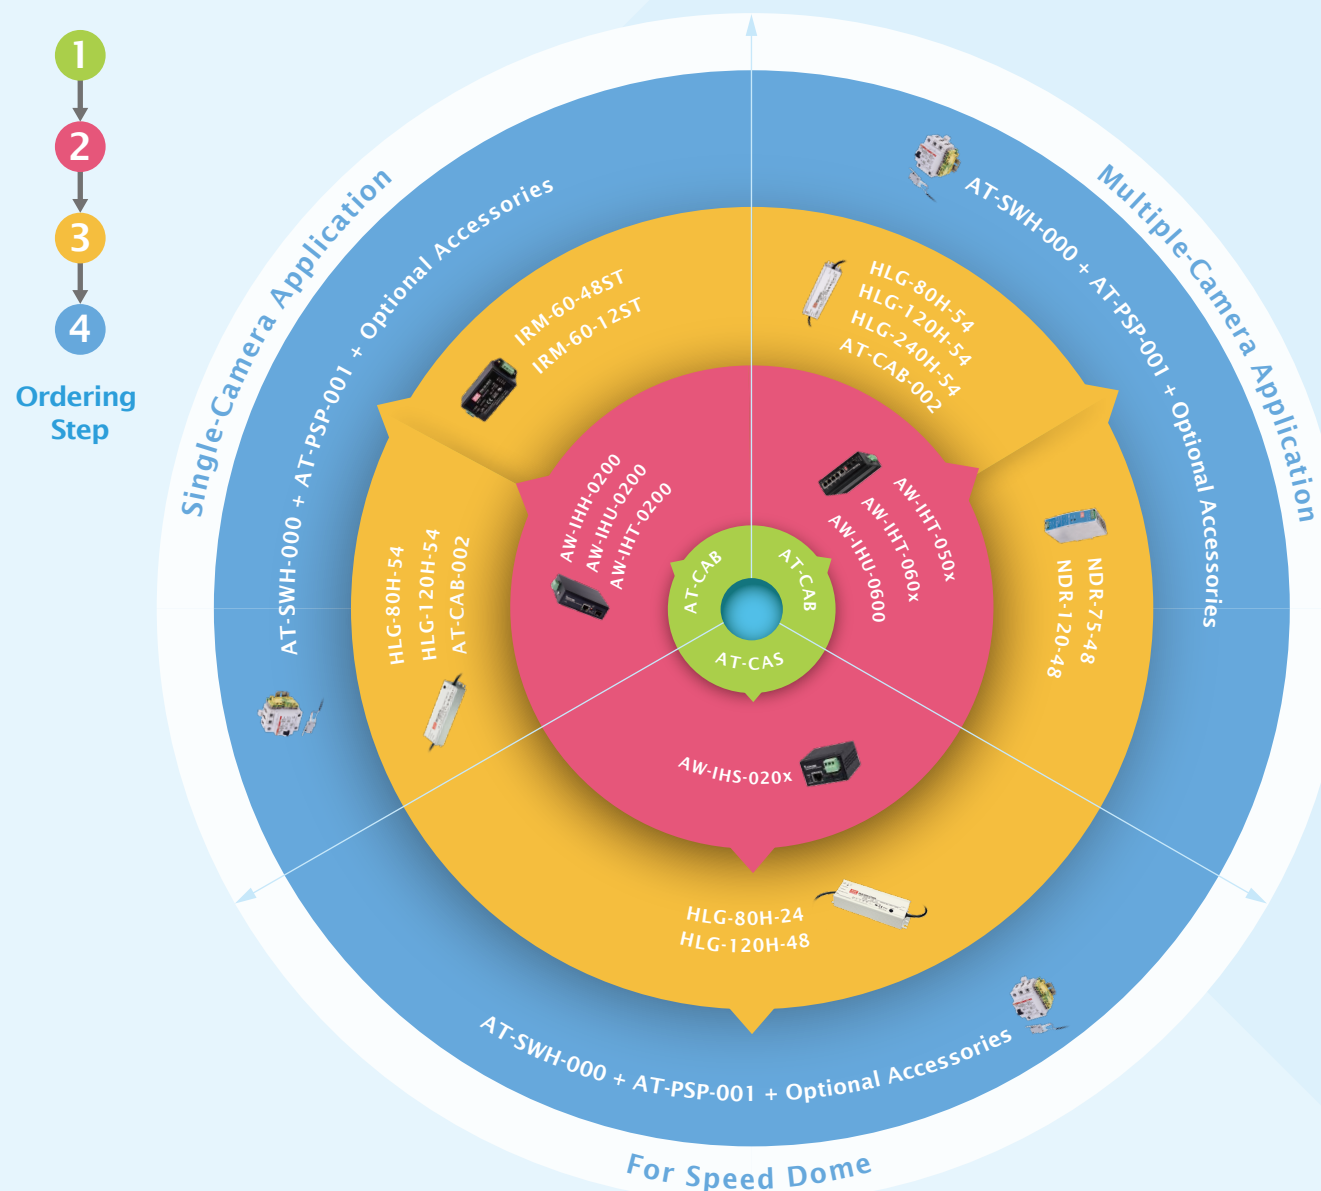 1
2
3
4
Ordering
Step
Single-Camera Application
AT-SWH-000 + AT-PSP-001 + Optional Accessories
IRM-60-48ST
IRM-60-12ST
HLG-80H-54
HLG-120H-54
AT-CAB-002
AW-IHH-0200
AW-IHU-0200
AW-IHT-0200
AT-CAB
Multiple-Camera Application
AT-SWH-000 + AT-PSP-001 + Optional Accessories
HLG-80H-54
HLG-120H-54
HLG-240H-54
AT-CAB-002
NDR-75-48
NDR-120-48
AW-IHT-050x
AW-IHT-060x
AW-IHU-0600
AT-CAB
AT-CAS
AW-IHS-020x
HLG-80H-24
HLG-120H-48
AT-SWH-000 + AT-PSP-001 + Optional Accessories
For Speed Dome